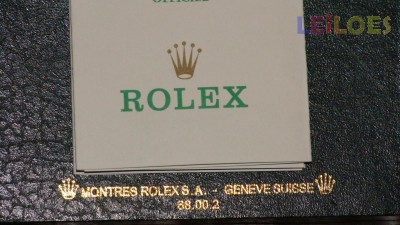 LEILOES
ROLEX
MONTRES ROLEX S.A. - GENEVE SUISSE
68.00.2